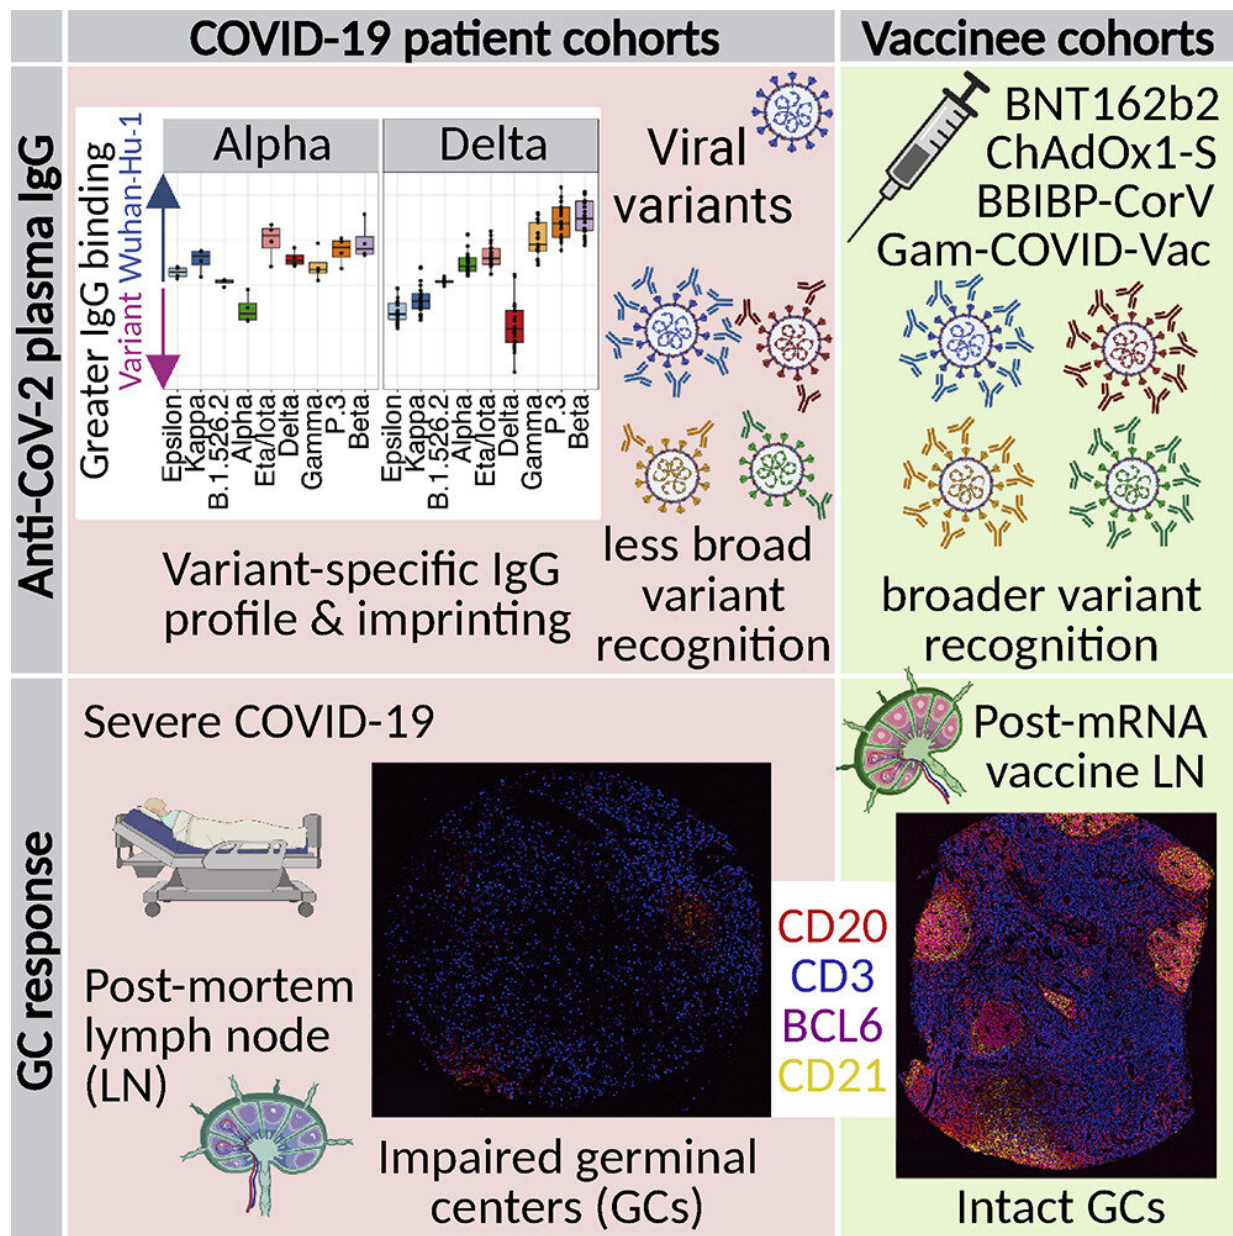 COVID-19 patient cohorts
Vaccinee cohorts
Anti-CoV-2 plasma IgG
Greater IgG binding
Variant Wuhan-Hu-1
Alpha
Delta
Epsilon
Kappa
B.1.526.2
Alpha
Eta/Iota
Delta
Gamma
P.3
Beta
Epsilon
Kappa
B.1.526.2
Alpha
Eta/Iota
Delta
Gamma
P.3
Beta
Variant-specific IgG
profile & imprinting
Viral
variants
less broad
variant
recognition
BNT162b2
ChAdOx1-S
BBIBP-CorV
Gam-COVID-Vac
broader variant
recognition
GC response
Severe COVID-19
Post-mortem
lymph node
(LN)
Impaired germinal
centers (GCs)
CD20
CD3
BCL6
CD21
Post-mRNA
vaccine LN
Intact GCs